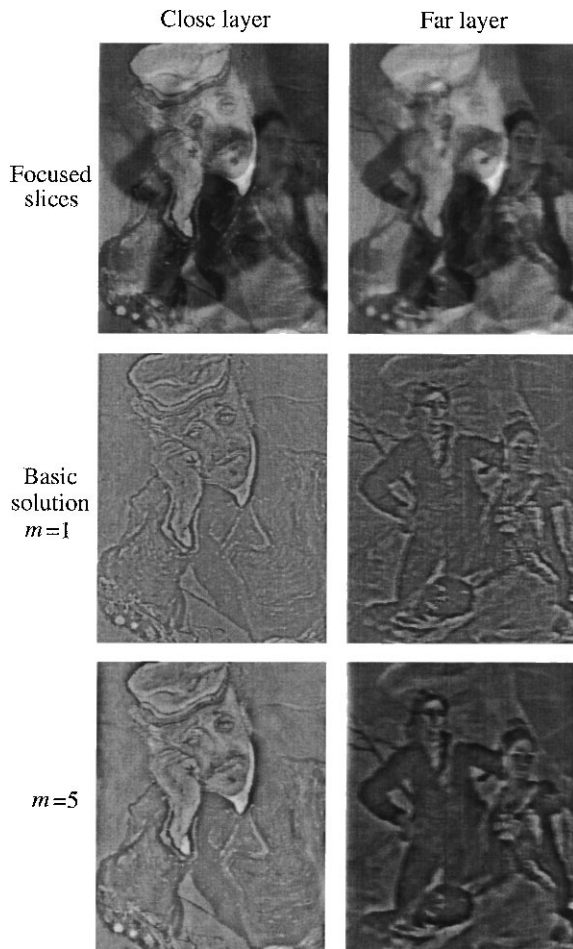 Close layer
Far layer
Focused
slices
Basic
solution
m=1
m=5